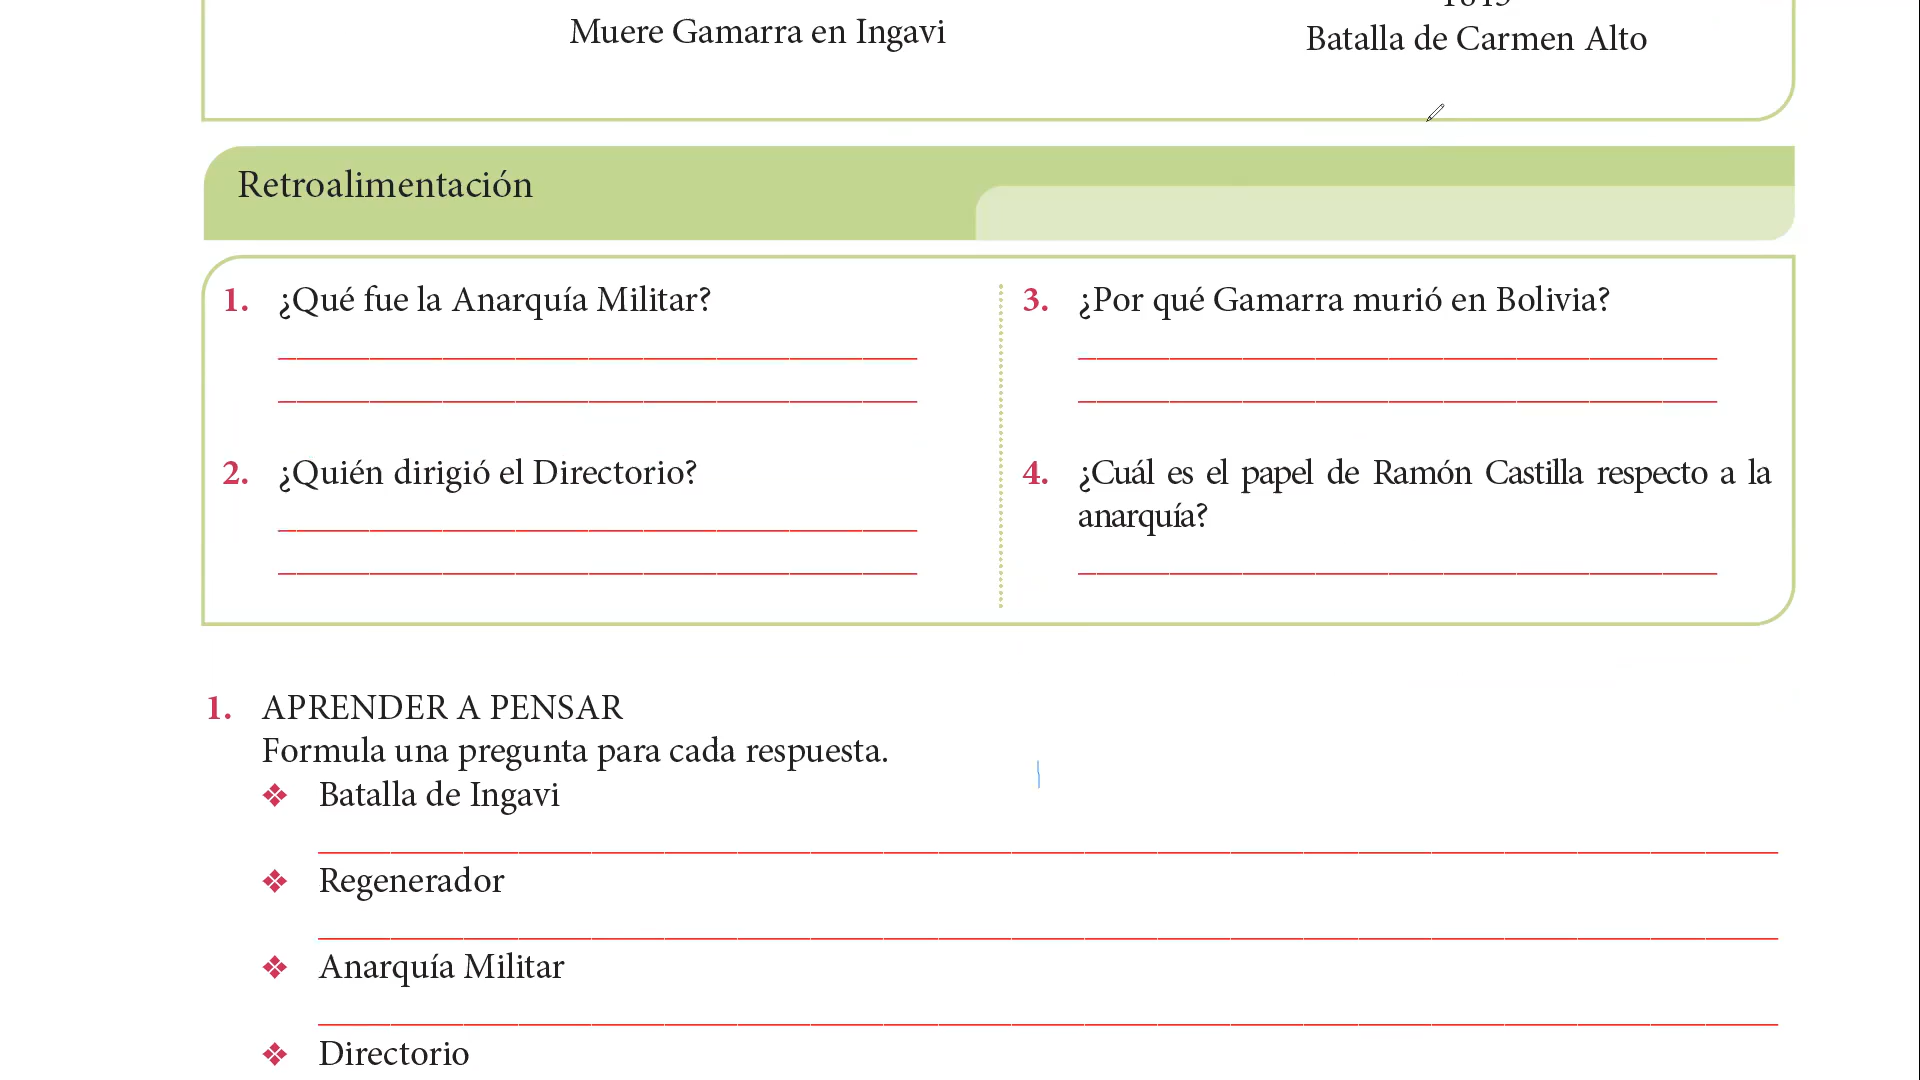 Muere Gamarra en Ingavi
Batalla de Carmen Alto
Retroalimentación
1. ¿Qué fue la Anarquía Militar?
2. ¿Quién dirigió el Directorio?
3. ¿Por qué Gamarra murió en Bolivia?
4. ¿Cuál es el papel de Ramón Castilla respecto a la
anarquía?
1. APRENDER A PENSAR
Formula una pregunta para cada respuesta.
❖ Batalla de Ingavi
❖ Regenerador
❖ Anarquía Militar
❖ Directorio